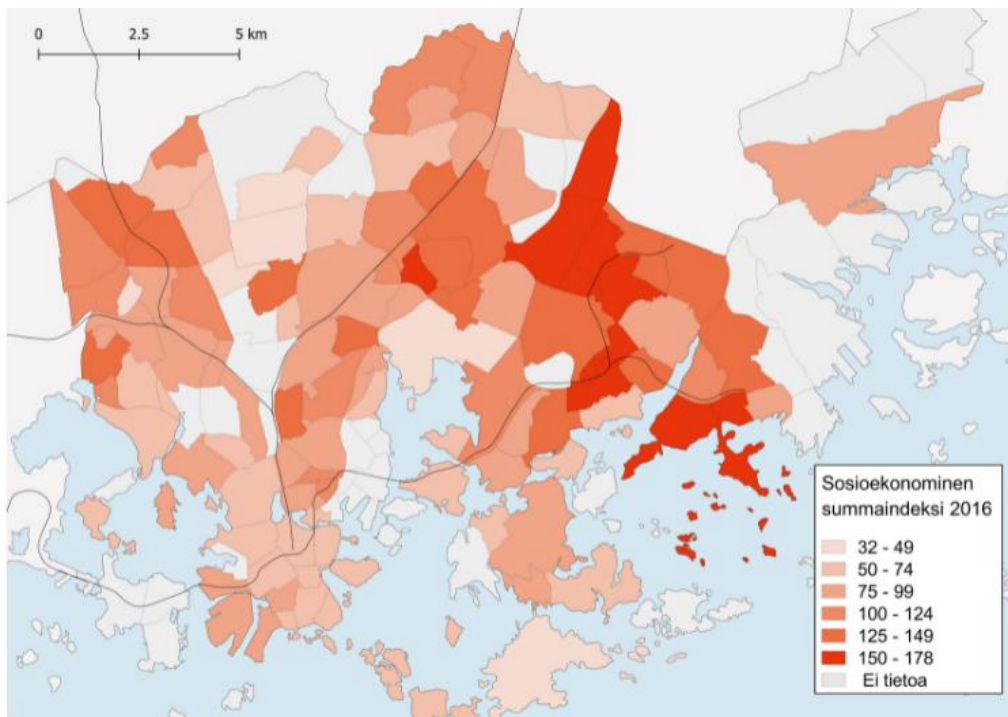 0 2.5 5 km
Sosioekonominen
summaindeksi 2016
32 - 49
50 - 74
75 - 99
100 - 124
125 - 149
150 - 178
Ei tietoa